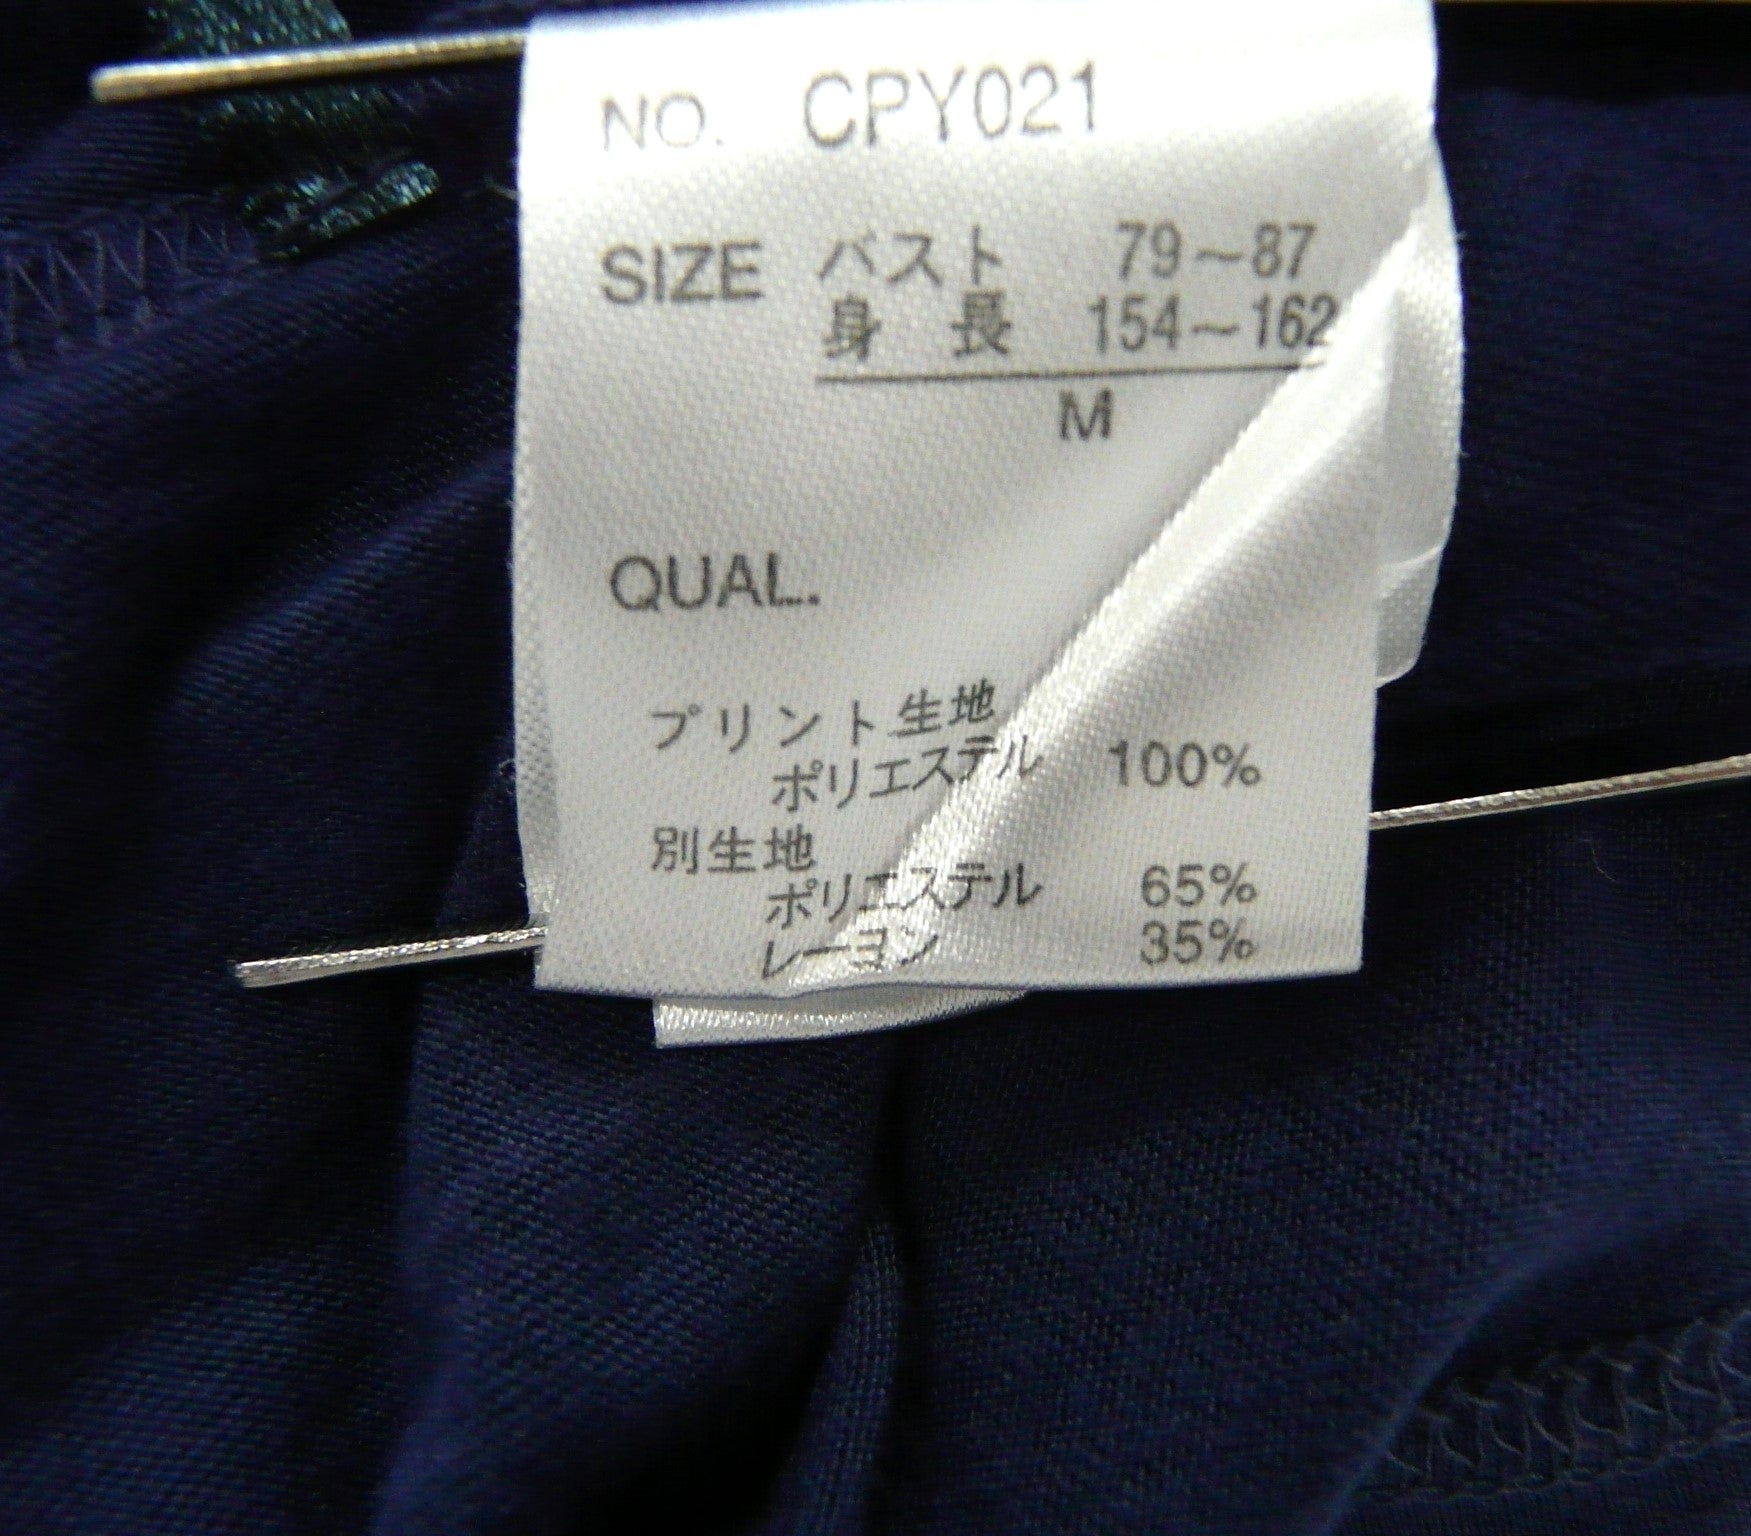 NO. CPY021
SIZE バスト 79～87
身長 154～162
M
QUAL.
プリント生地
ポリエステル 100%
別生地
ポリエステル 65%
レーヨン 35%